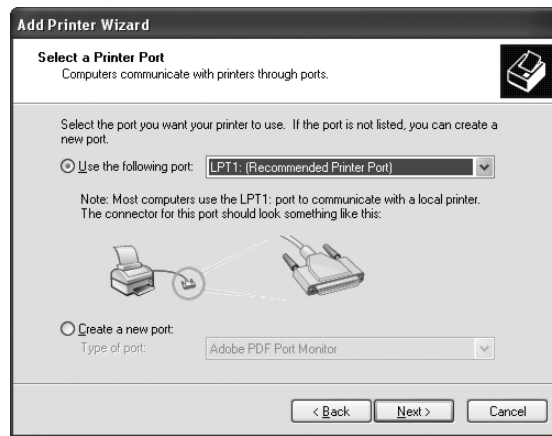 Add Printer Wizard
Select a Printer Port
Computers communicate with printers through ports.
Select the port you want your printer to use. If the port is not listed, you can create a
new port.
Use the following port: LPT1: (Recommended Printer Port)
Note: Most computers use the LPT1: port to communicate with a local printer.
The connector for this port should look something like this:
Create a new port:
Type of port: Adobe PDF Port Monitor
< Back Next > Cancel